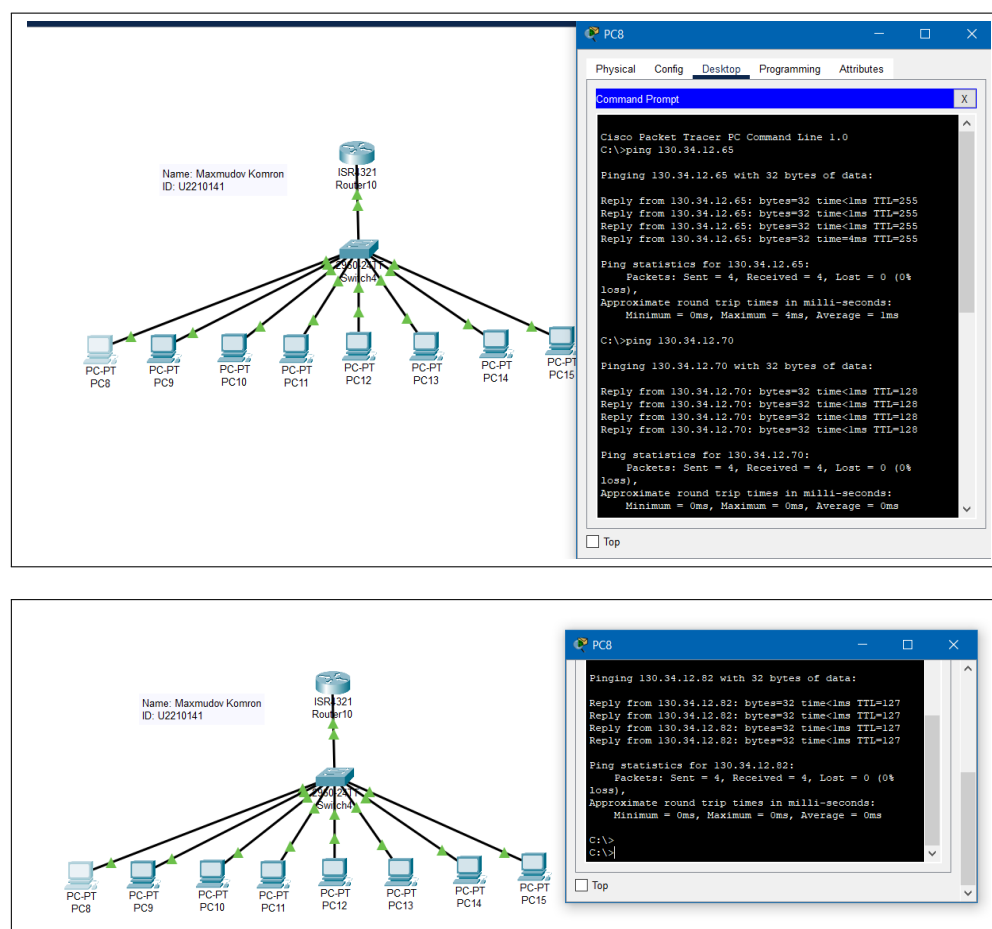 PC8
Physical Config Desktop Programming Attributes
Command Prompt
X
Cisco Packet Tracer PC Command Line 1.0
C:\>ping 130.34.12.65
Pinging 130.34.12.65 with 32 bytes of data:
Reply from 130.34.12.65: bytes=32 time<1ms TTL=255
Reply from 130.34.12.65: bytes=32 time<1ms TTL=255
Reply from 130.34.12.65: bytes=32 time<1ms TTL=255
Reply from 130.34.12.65: bytes=32 time=4ms TTL=255
Ping statistics for 130.34.12.65:
Packets: Sent = 4, Received = 4, Lost = 0 (0%
loss),
Approximate round trip times in milli-seconds:
Minimum = 0ms, Maximum = 4ms, Average = 1ms
C:\>ping 130.34.12.70
Pinging 130.34.12.70 with 32 bytes of data:
Reply from 130.34.12.70: bytes=32 time<1ms TTL=128
Reply from 130.34.12.70: bytes=32 time<1ms TTL=128
Reply from 130.34.12.70: bytes=32 time<1ms TTL=128
Reply from 130.34.12.70: bytes=32 time<1ms TTL=128
Ping statistics for 130.34.12.70:
Packets: Sent = 4, Received = 4, Lost = 0 (0%
loss),
Approximate round trip times in milli-seconds:
Minimum = 0ms, Maximum = 0ms, Average = 0ms
Top
Name: Maxmudov Komron
ID: U2210141
ISR4321
Router10
2950-24TT
Switch4
PC-PT
PC8
PC-PT
PC9
PC-PT
PC10
PC-PT
PC11
PC-PT
PC12
PC-PT
PC13
PC-PT
PC14
PC-PT
PC15
PC8
Pinging 130.34.12.82 with 32 bytes of data:
Reply from 130.34.12.82: bytes=32 time<1ms TTL=127
Reply from 130.34.12.82: bytes=32 time<1ms TTL=127
Reply from 130.34.12.82: bytes=32 time<1ms TTL=127
Reply from 130.34.12.82: bytes=32 time<1ms TTL=127
Ping statistics for 130.34.12.82:
Packets: Sent = 4, Received = 4, Lost = 0 (0%
loss),
Approximate round trip times in milli-seconds:
Minimum = 0ms, Maximum = 0ms, Average = 0ms
C:\>
C:\>
Top
Name: Maxmudov Komron
ID: U2210141
ISR4321
Router10
2950-24TT
Switch4
PC-PT
PC8
PC-PT
PC9
PC-PT
PC10
PC-PT
PC11
PC-PT
PC12
PC-PT
PC13
PC-PT
PC14
PC-PT
PC15